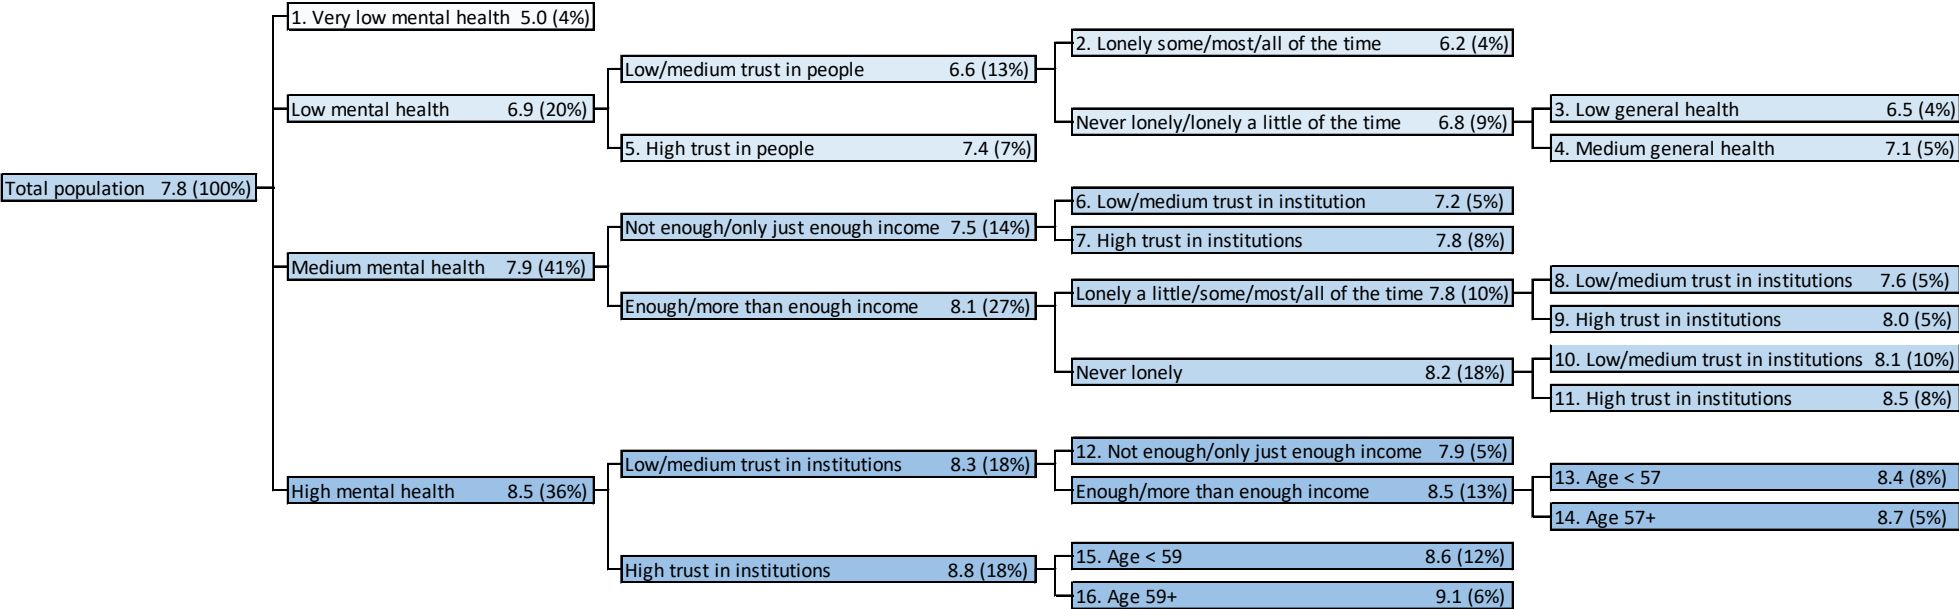 1. Very low mental health 5.0 (4%)
2. Lonely some/most/all of the time 6.2 (4%)
Low/medium trust in people 6.6 (13%)
Low mental health 6.9 (20%)
Never lonely/lonely a little of the time 6.8 (9%)
3. Low general health 6.5 (4%)
4. Medium general health 7.1 (5%)
5. High trust in people 7.4 (7%)
Total population 7.8 (100%)
6. Low/medium trust in institution 7.2 (5%)
Not enough/only just enough income 7.5 (14%)
7. High trust in institutions 7.8 (8%)
Medium mental health 7.9 (41%)
Enough/more than enough income 8.1 (27%)
Lonely a little/some/most/all of the time 7.8 (10%)
8. Low/medium trust in institutions 7.6 (5%)
9. High trust in institutions 8.0 (5%)
Never lonely 8.2 (18%)
10. Low/medium trust in institutions 8.1 (10%)
11. High trust in institutions 8.5 (8%)
High mental health 8.5 (36%)
Low/medium trust in institutions 8.3 (18%)
12. Not enough/only just enough income 7.9 (5%)
Enough/more than enough income 8.5 (13%)
13. Age < 57 8.4 (8%)
14. Age 57+ 8.7 (5%)
High trust in institutions 8.8 (18%)
15. Age < 59 8.6 (12%)
16. Age 59+ 9.1 (6%)